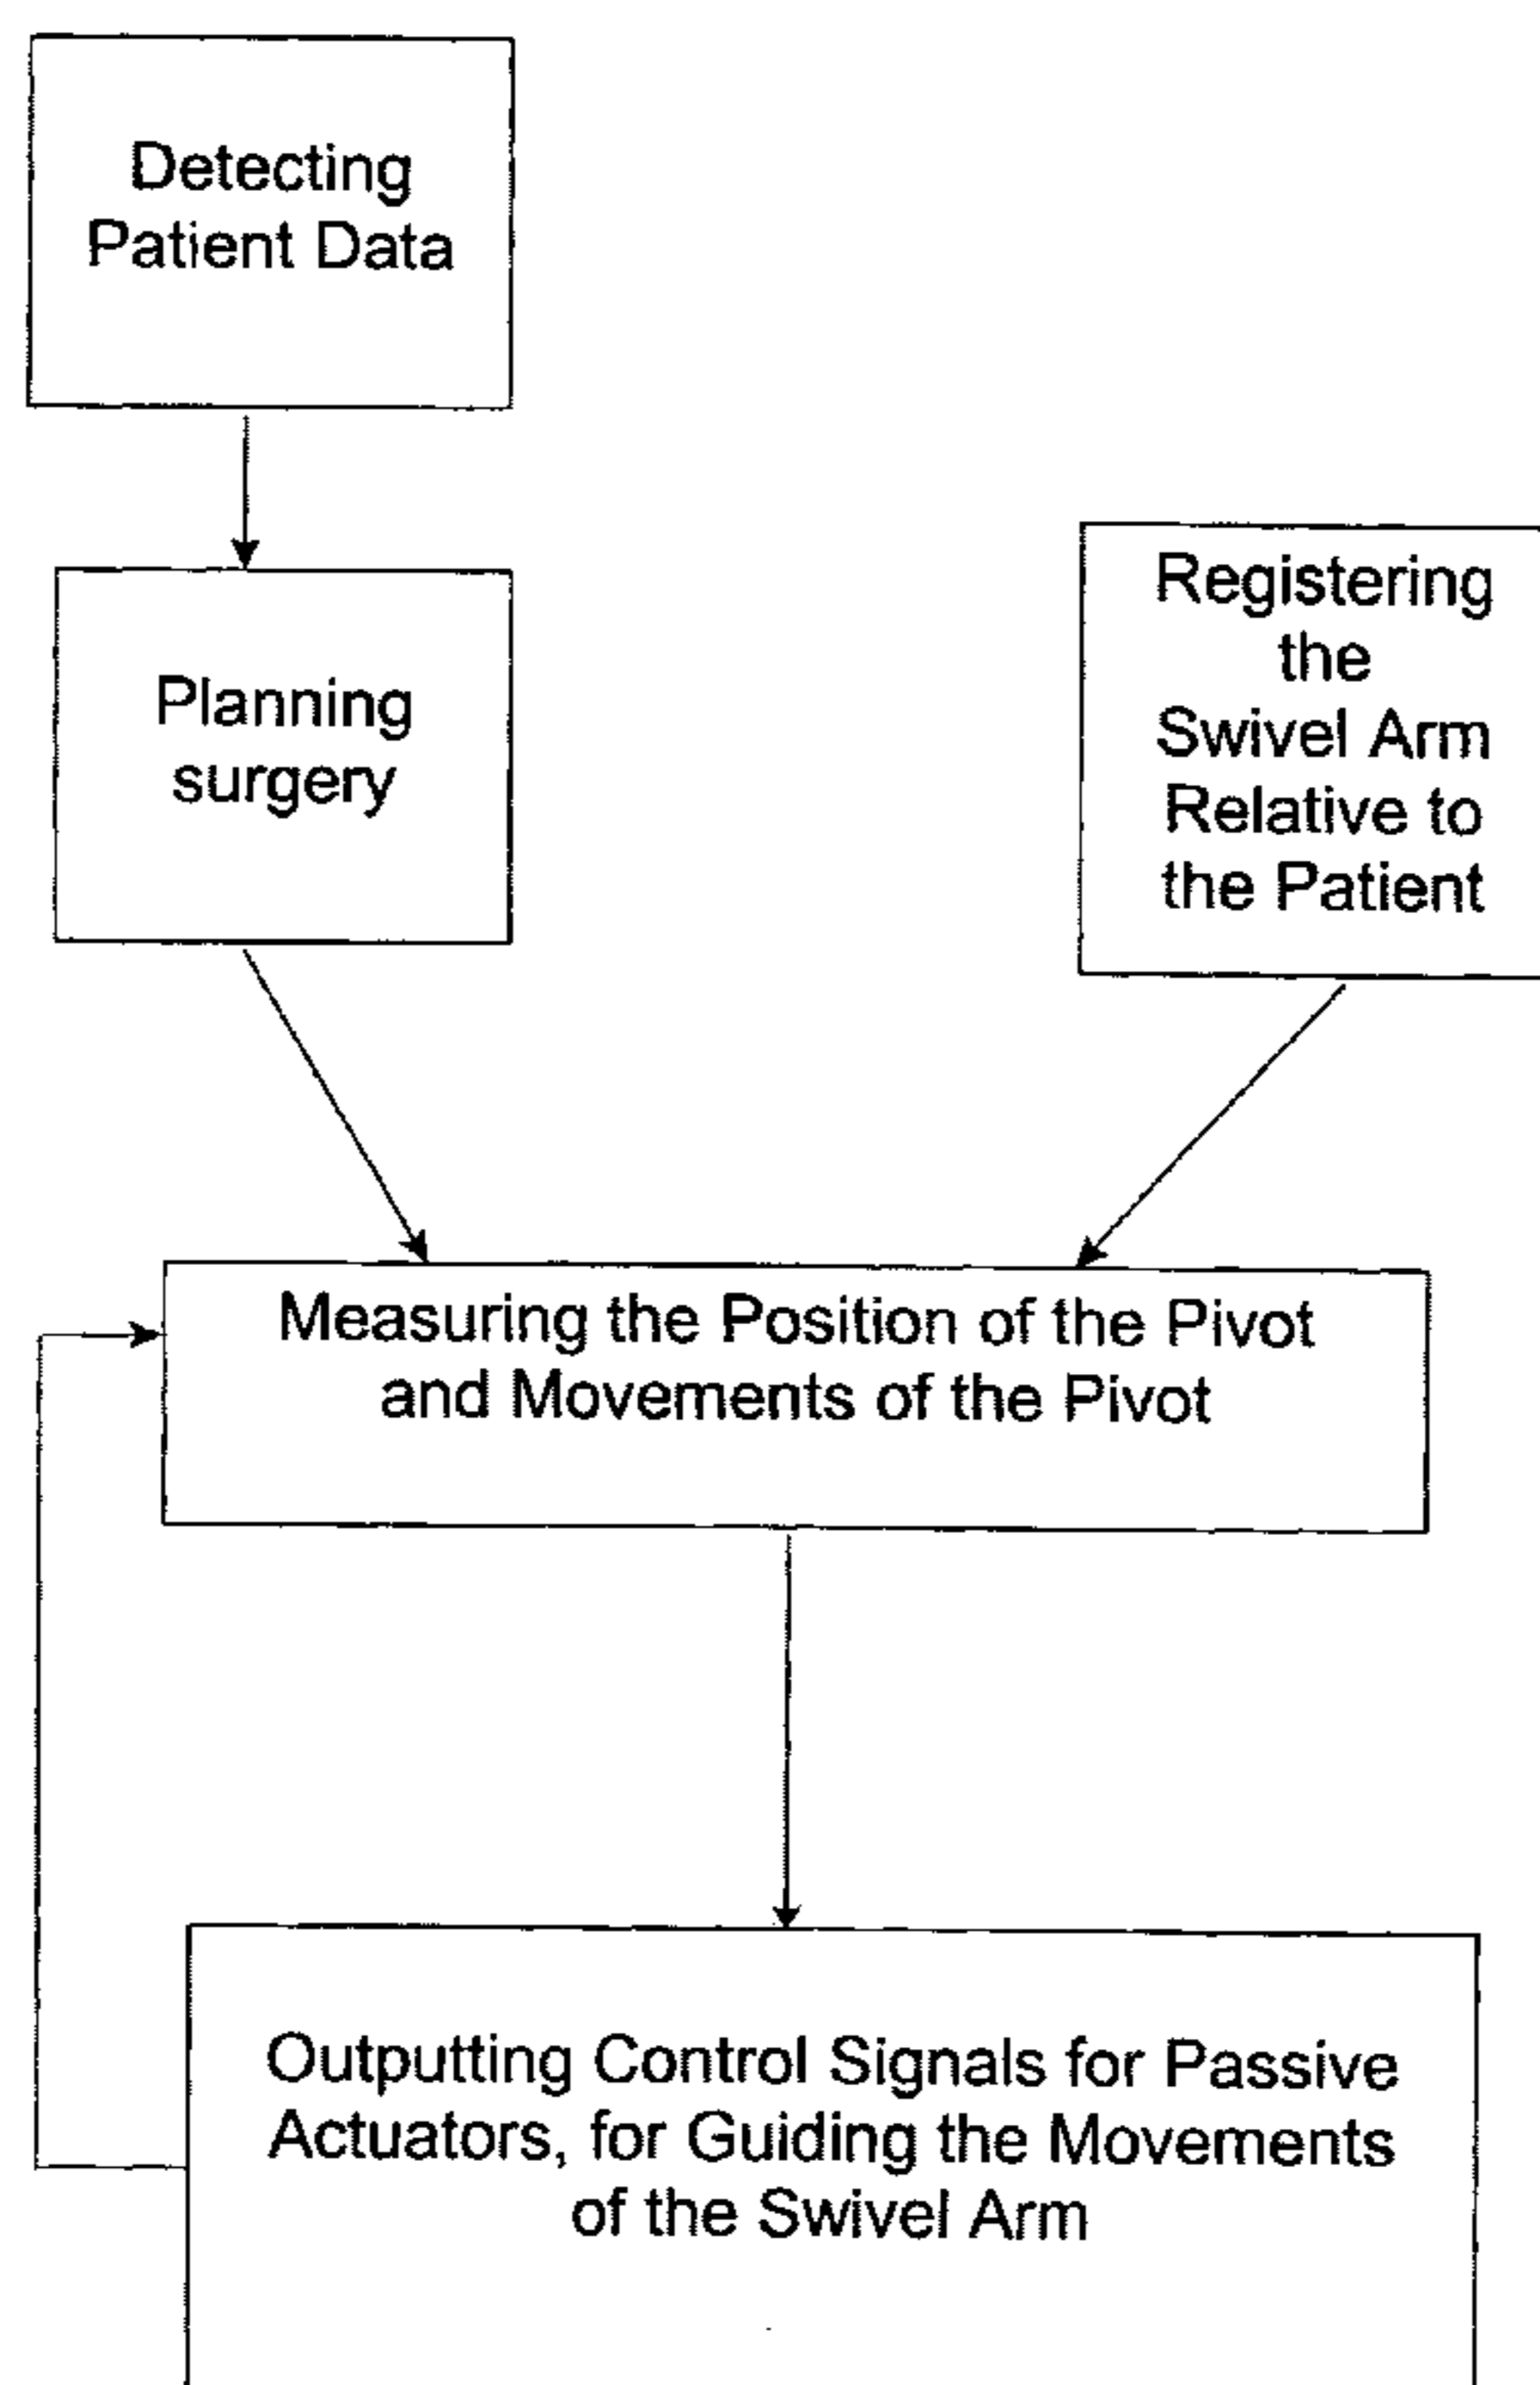 Detecting
Patient Data
Planning
surgery
Registering
the
Swivel Arm
Relative to
the Patient
Measuring the Position of the Pivot
and Movements of the Pivot
Outputting Control Signals for Passive
Actuators, for Guiding the Movements
of the Swivel Arm